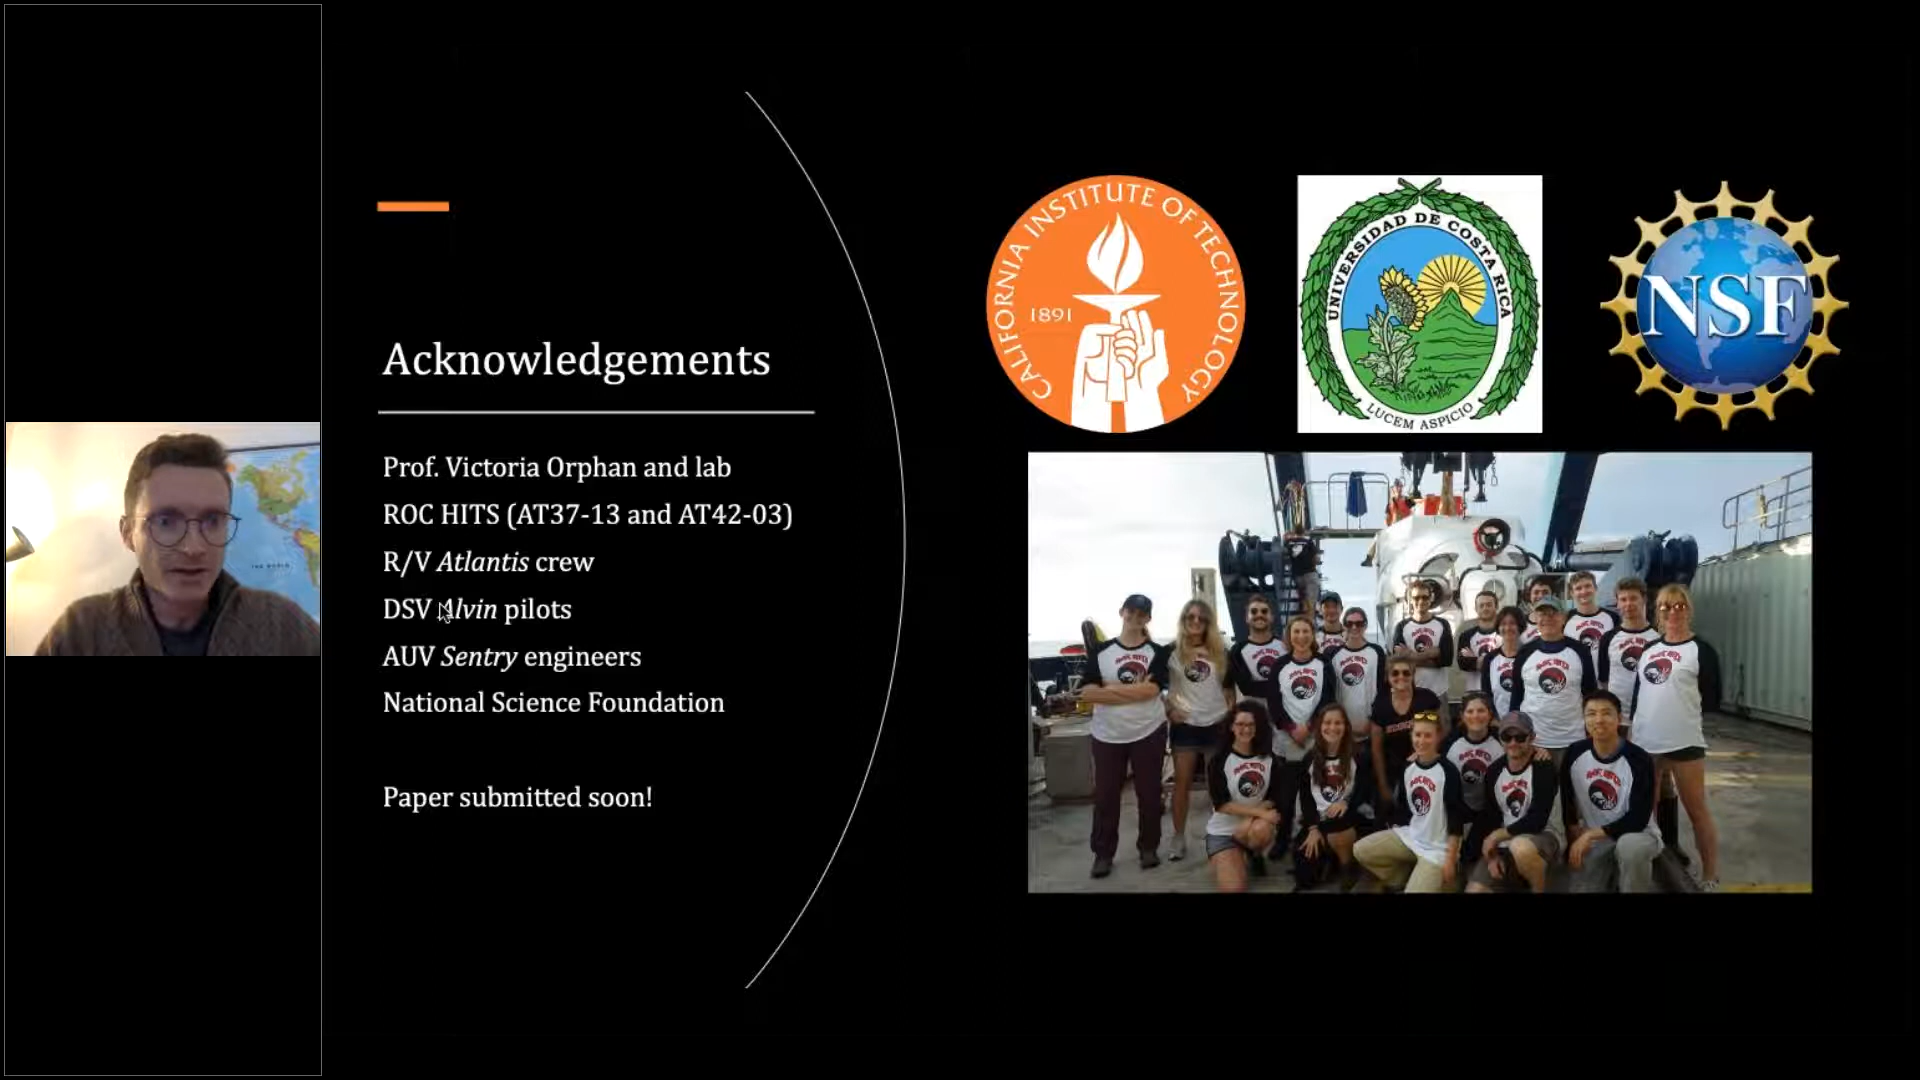 Acknowledgements
Prof. Victoria Orphan and lab
ROC HITS (AT37-13 and AT42-03)
R/V Atlantis crew
DSV Alvin pilots
AUV Sentry engineers
National Science Foundation
Paper submitted soon!
CALIFORNIA INSTITUTE OF TECHNOLOGY
1891
UNIVERSIDAD DE COSTA RICA
LUCEM ASPICIO
NSF
THE WORLD